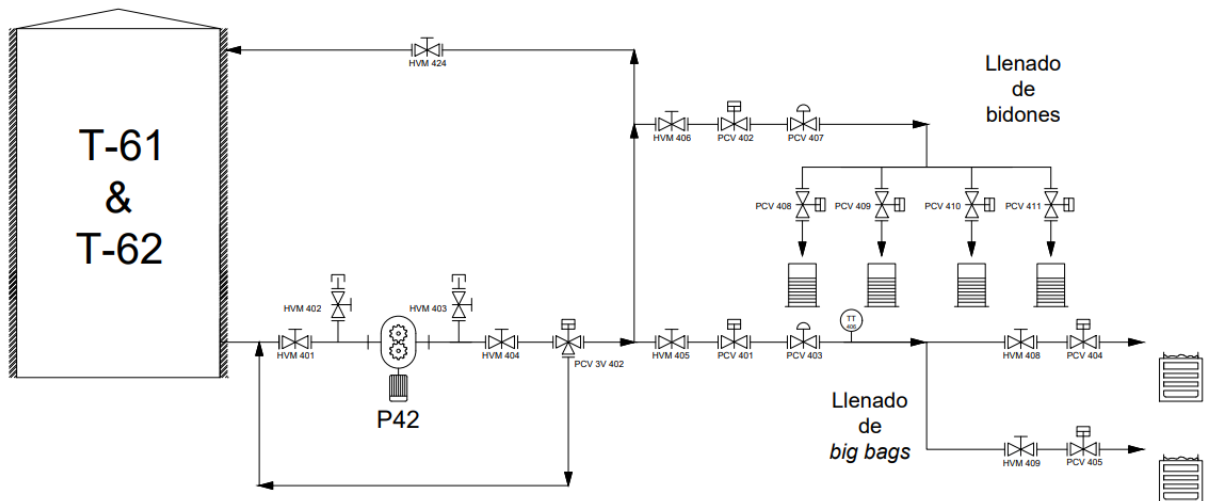 HVM 424
Llenado
de
bidones
T-61
&
T-62
HVM 406
PCV 402
PCV 407
PCV 408
PCV 409
PCV 410
PCV 411
HVM 402
HVM 403
TT
406
HVM 401
HVM 404
PCV 3V 402
HVM 405
PCV 401
PCV 403
HVM 408
PCV 404
P42
Llenado
de
big bags
HVM 409
PCV 405